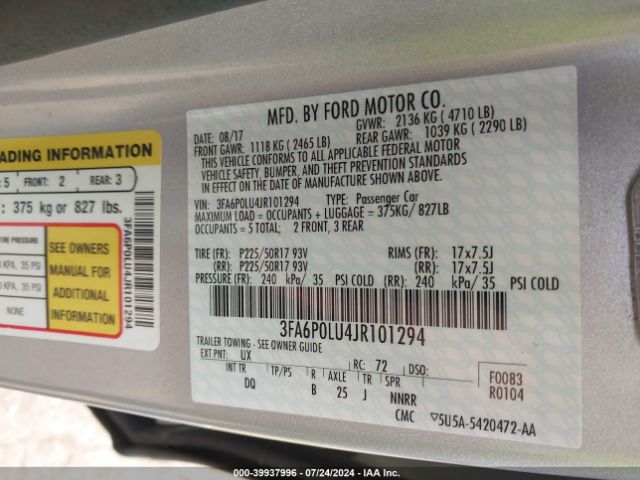 MFD. BY FORD MOTOR CO.
DATE: 08/17 GVWR: 2136 KG (4710 LB)
FRONT GAWR: 1118 KG (2465 LB) REAR GAWR: 1039 KG (2290 LB)
THIS VEHICLE CONFORMS TO ALL APPLICABLE FEDERAL MOTOR
VEHICLE SAFETY, BUMPER, AND THEFT PREVENTION STANDARDS
IN EFFECT ON THE DATE OF MANUFACTURE SHOWN ABOVE.
VIN: 3FA6P0LU4JR101294 TYPE: Passenger Car
MAXIMUM LOAD = OCCUPANTS + LUGGAGE = 375KG/ 827LB
OCCUPANTS = 5 TOTAL; 2 FRONT, 3 REAR
TIRE (FR): P225/50R17 93V RIMS (FR): 17x7.5J
(RR): P225/50R17 93V (RR): 17x7.5J
PRESSURE (FR): 240 kPa/ 35 PSI COLD (RR): 240 kPa/ 35 PSI COLD
3FA6P0LU4JR101294
TRAILER TOWING - SEE OWNER GUIDE
EXT PNT: UX RC: 72 DSO:
INT TR TP/PS R AXLE TR SPR
DQ B 25 J NNRR
F0083
R0104
CMC ▽5U5A-5420472-AA
ADING INFORMATION
: 5 FRONT: 2 REAR: 3
: 375 kg or 827 lbs.
KPA, 35 PSI
KPA, 35 PSI
NONE
SEE OWNERS
MANUAL FOR
ADDITIONAL
INFORMATION
3FA6P0LU4JR101294
000-39937996 - 07/24/2024 - IAA Inc.